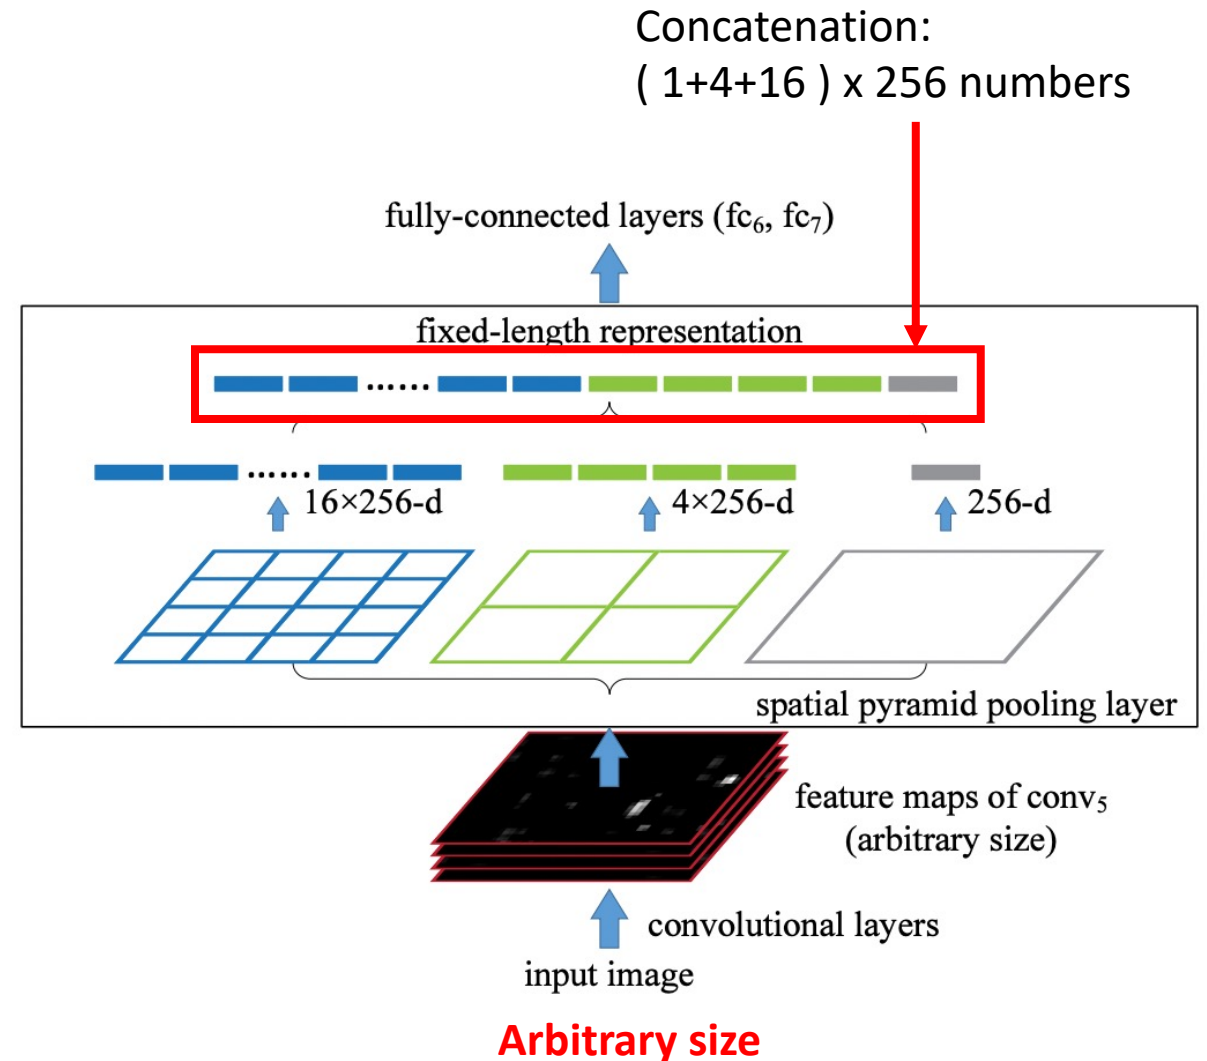 Concatenation:
( 1+4+16 ) x 256 numbers
fully-connected layers (fc₆, fc₇)
fixed-length representation
......
......
16×256-d
4×256-d
256-d
spatial pyramid pooling layer
feature maps of conv₅
(arbitrary size)
convolutional layers
input image
Arbitrary size